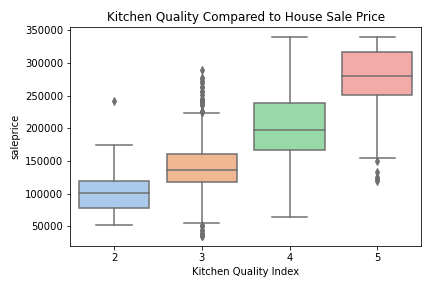 Kitchen Quality Compared to House Sale Price
350000
300000
250000
200000
150000
100000
50000
saleprice
2 3 4 5
Kitchen Quality Index